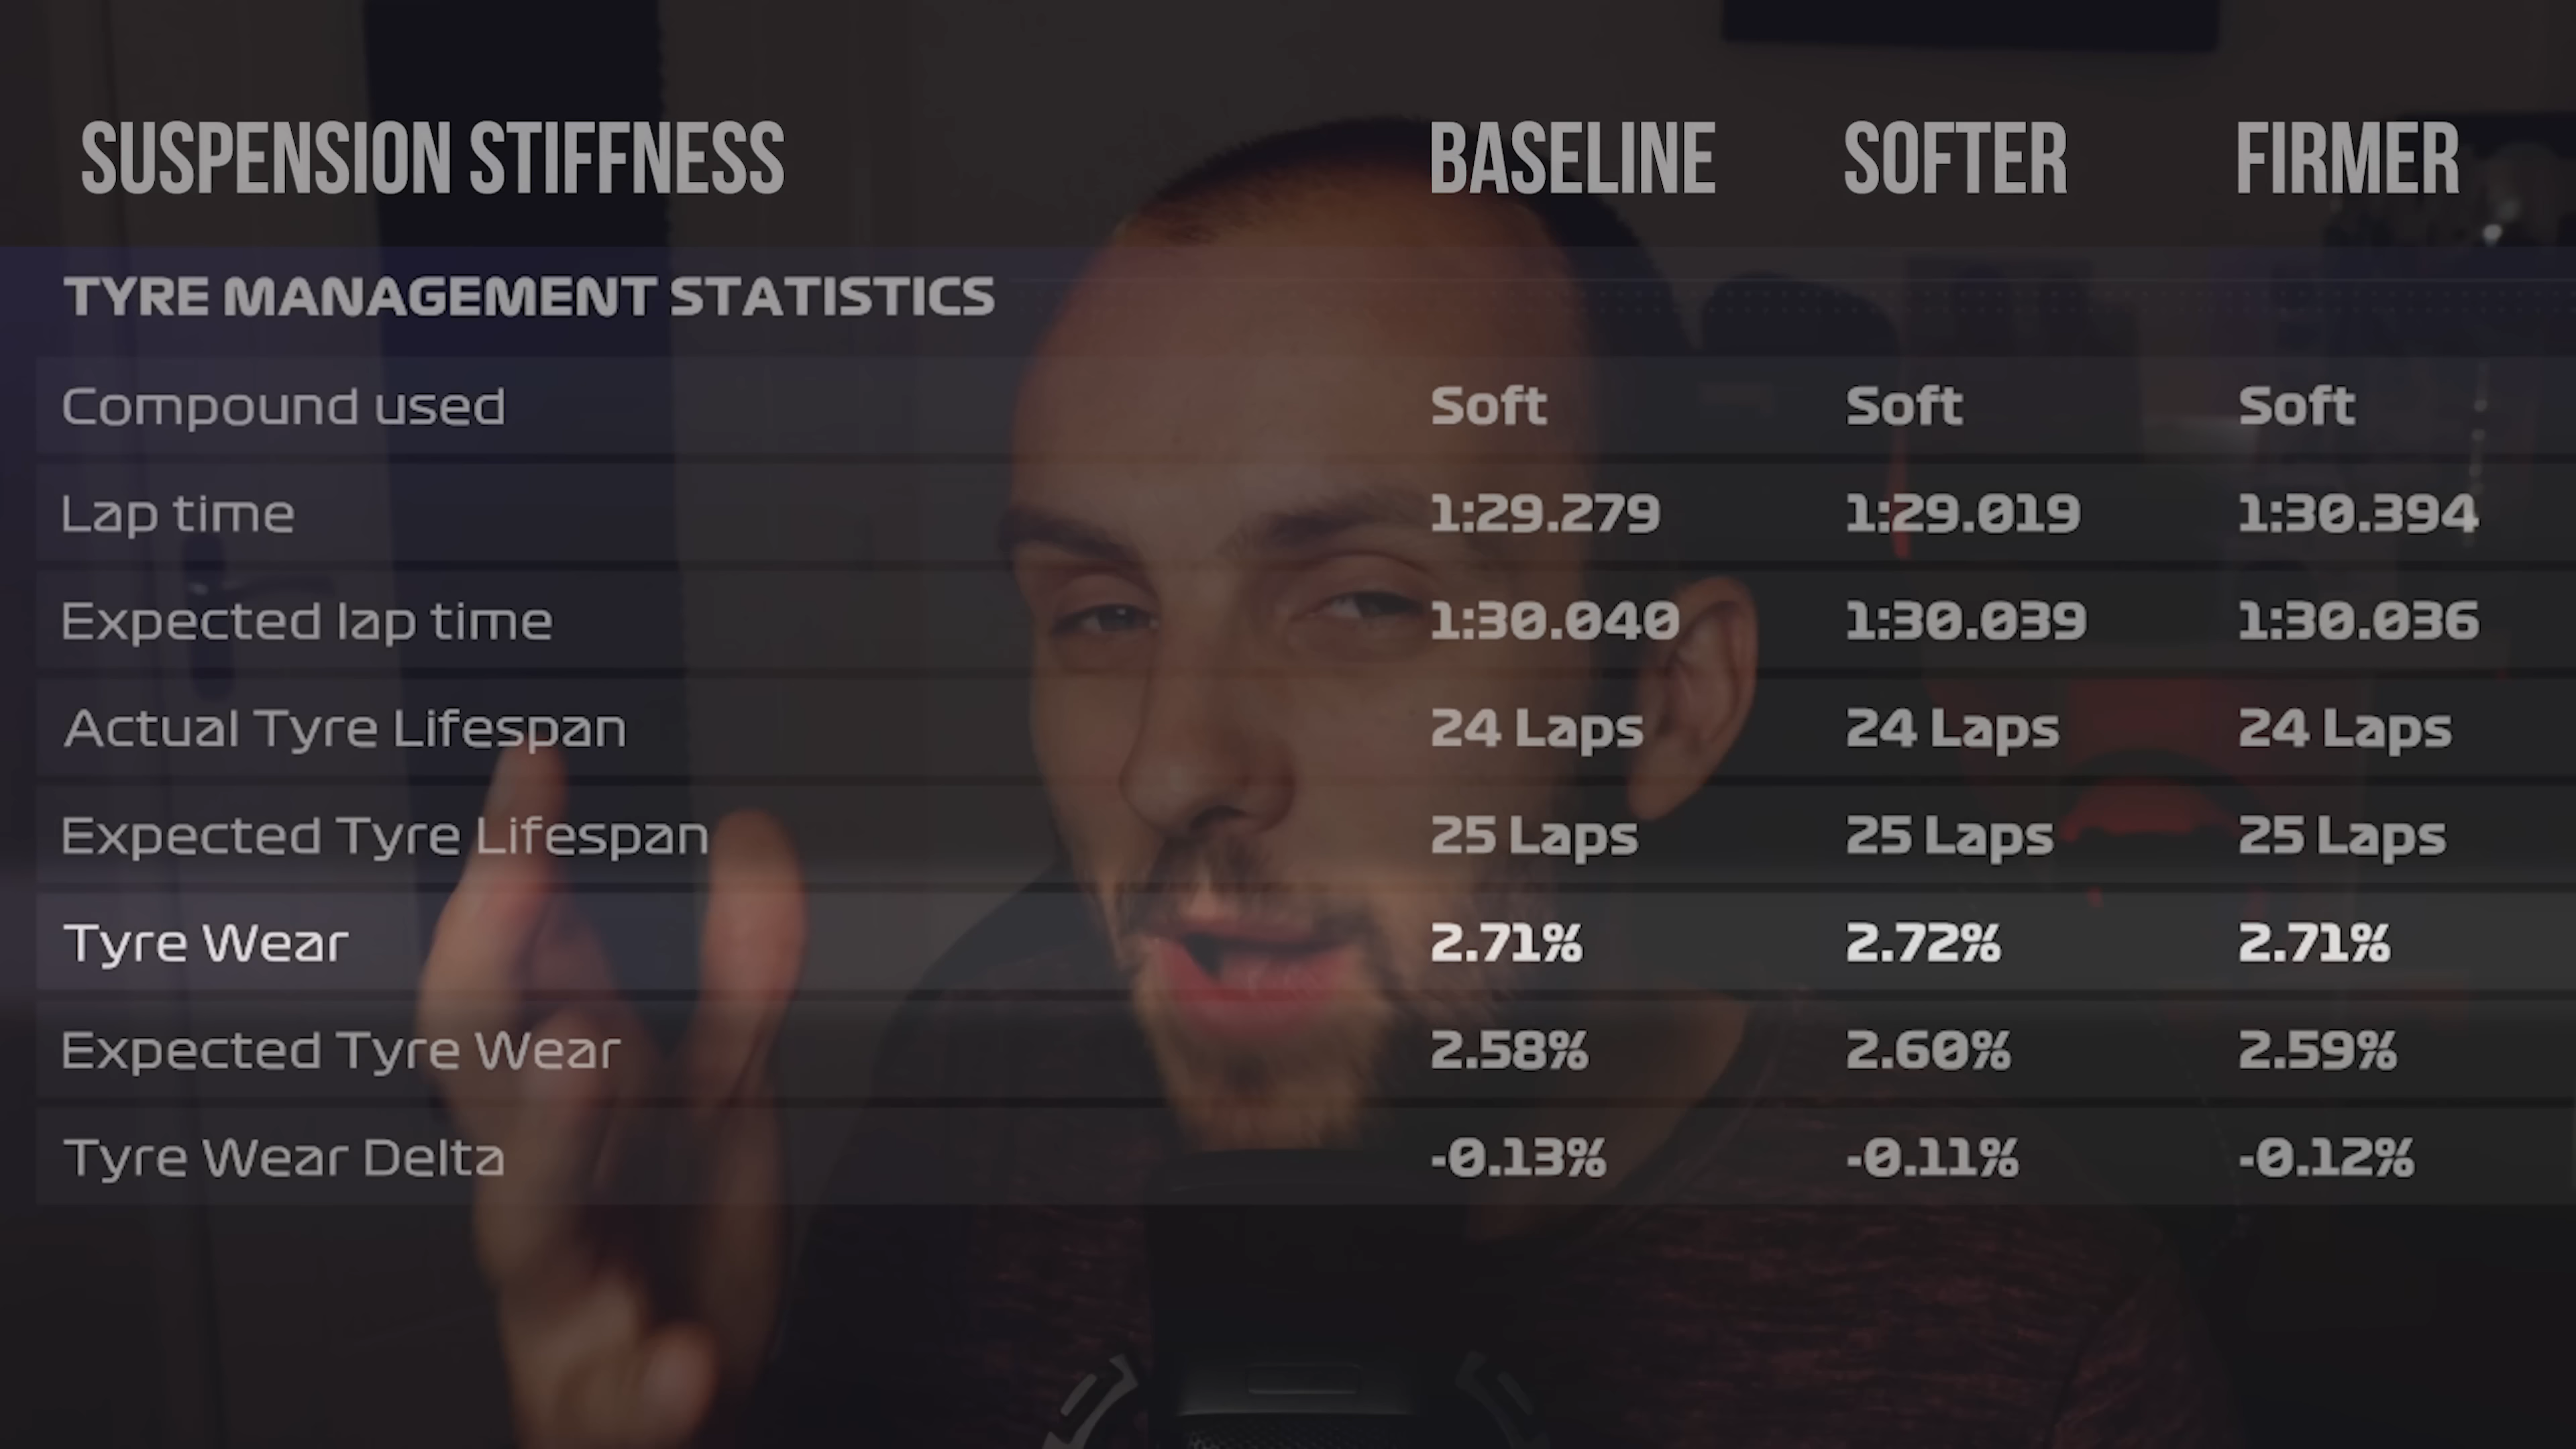 SUSPENSION STIFFNESS BASELINE SOFTER FIRMER
TYRE MANAGEMENT STATISTICS
Compound used Soft Soft Soft
Lap time 1:29.279 1:29.019 1:30.394
Expected lap time 1:30.040 1:30.039 1:30.036
Actual Tyre Lifespan 24 Laps 24 Laps 24 Laps
Expected Tyre Lifespan 25 Laps 25 Laps 25 Laps
Tyre Wear 2.71% 2.72% 2.71%
Expected Tyre Wear 2.58% 2.60% 2.59%
Tyre Wear Delta -0.13% -0.11% -0.12%